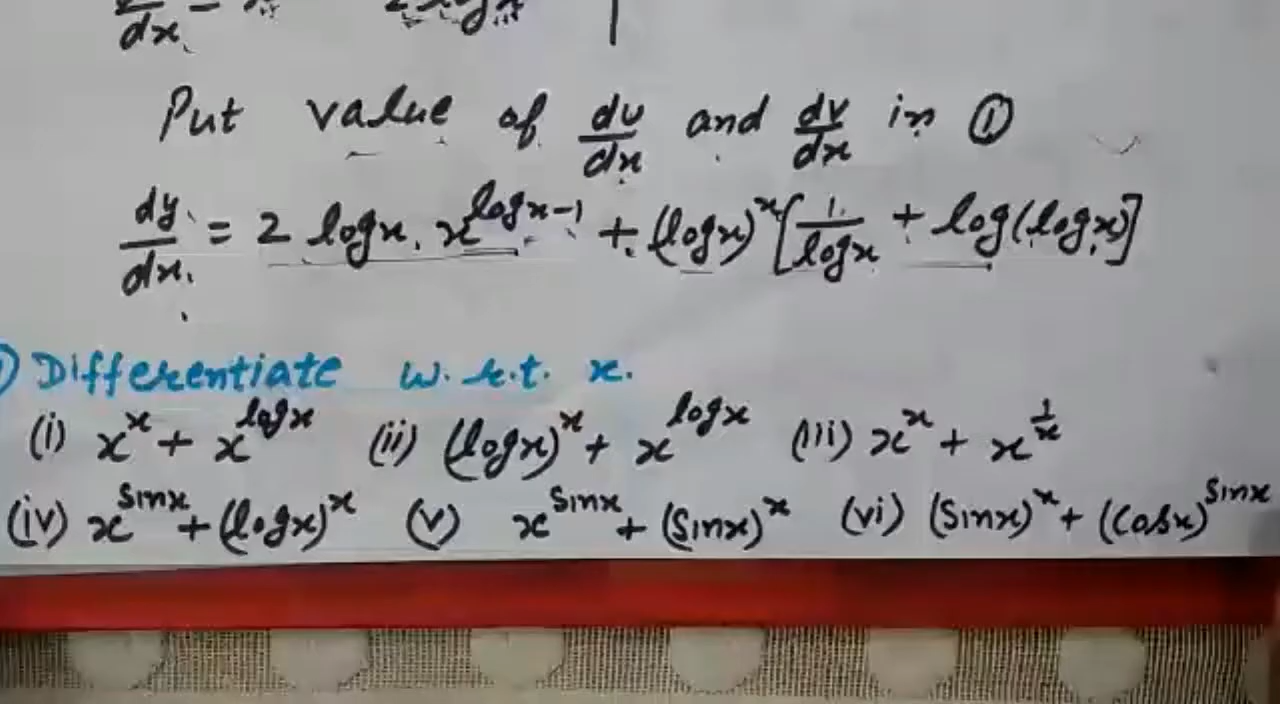 dx
Put value of du/dx and dv/dx in ①
dy/dx = 2 logx. x^(logx-1) + (logx)^x [1/logx + log(logx)]
) Differentiate w.r.t. x.
(i) x^x + x^logx (ii) (logx)^x + x^logx (iii) x^x + x^(1/x)
(iv) x^sinx + (logx)^x (v) x^sinx + (sinx)^x (vi) (sinx)^x + (cosx)^sinx